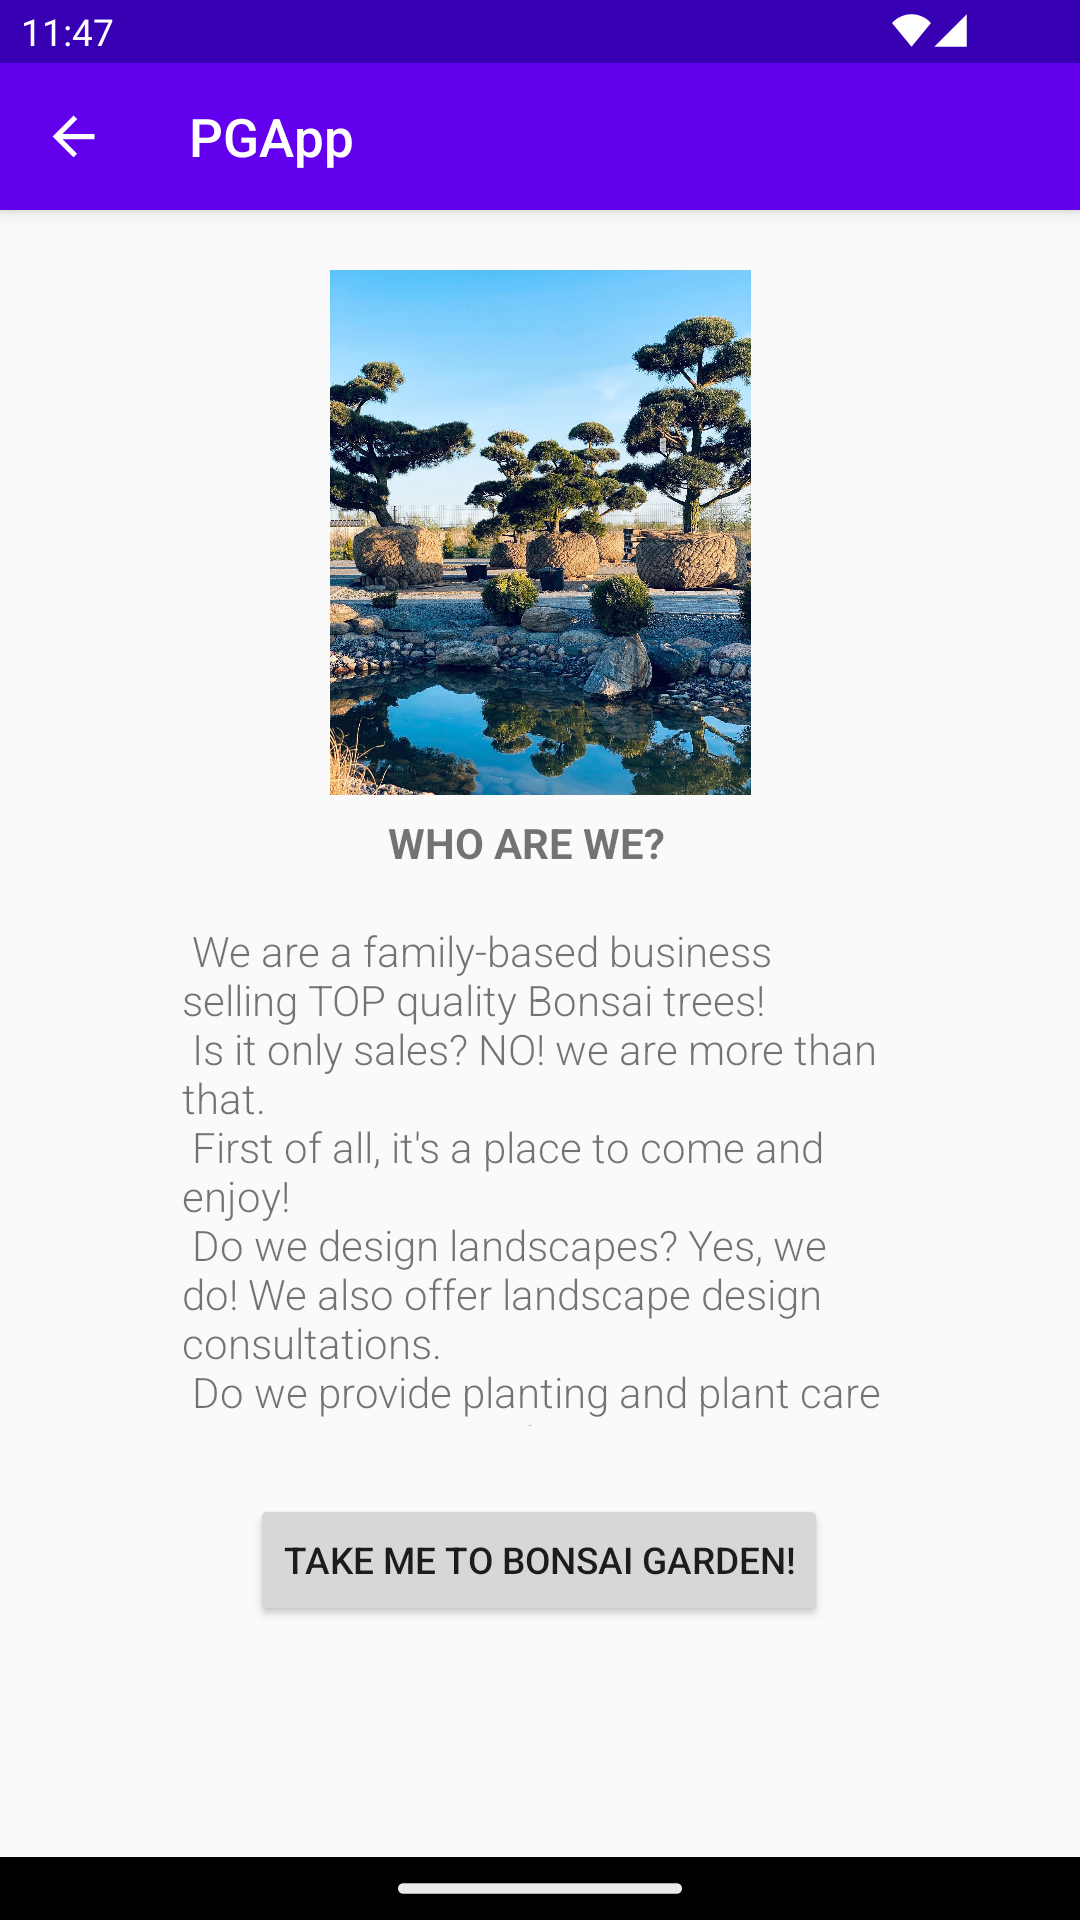 11:47
PGApp
WHO ARE WE?
We are a family-based business
selling TOP quality Bonsai trees!
Is it only sales? NO! we are more than
that.
First of all, it's a place to come and
enjoy!
Do we design landscapes? Yes, we
do! We also offer landscape design
consultations.
Do we provide planting and plant care
TAKE ME TO BONSAI GARDEN!